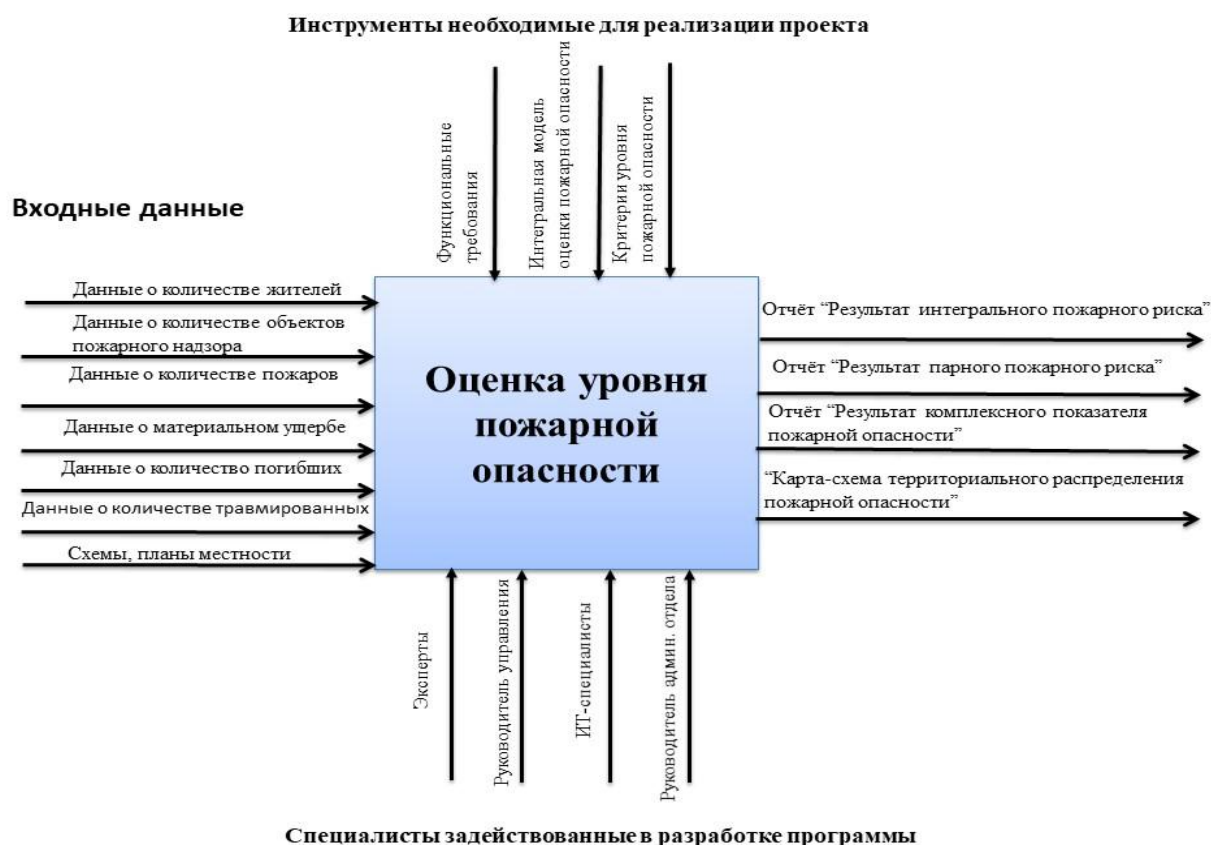 Инструменты необходимые для реализации проекта
Функциональные
требования
Интегральная модель
оценки пожарной опасности
Критерии уровня
пожарной опасности
Входные данные
Данные о количестве жителей
Данные о количестве объектов
пожарного надзора
Данные о количестве пожаров
Данные о материальном ущербе
Данные о количество погибших
Данные о количестве травмированных
Схемы, планы местности
Оценка уровня
пожарной
опасности
Отчёт “Результат интегрального пожарного риска”
Отчёт “Результат парного пожарного риска”
Отчёт “Результат комплексного показателя
пожарной опасности”
“Карта-схема территориального распределения
пожарной опасности”
Эксперты
Руководитель управления
ИТ-специалисты
Руководитель админ. отдела
Специалисты задействованные в разработке программы